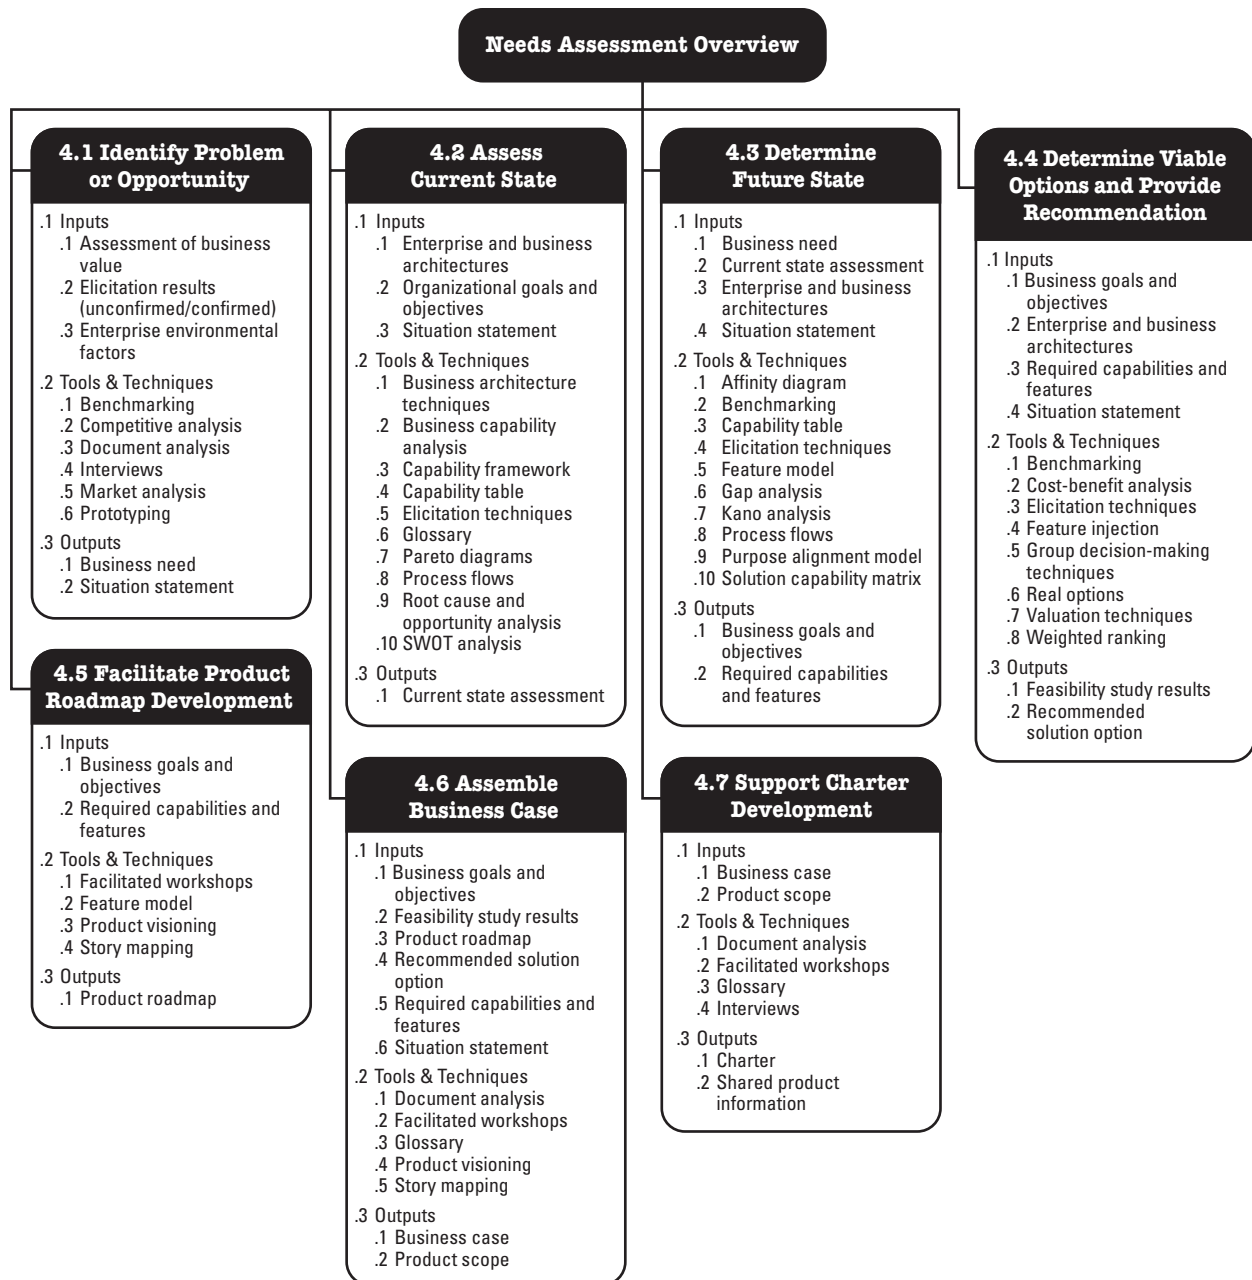 Needs Assessment Overview
4.1 Identify Problem
or Opportunity
.1 Inputs
.1 Assessment of business
value
.2 Elicitation results
(unconfirmed/confirmed)
.3 Enterprise environmental
factors
.2 Tools & Techniques
.1 Benchmarking
.2 Competitive analysis
.3 Document analysis
.4 Interviews
.5 Market analysis
.6 Prototyping
.3 Outputs
.1 Business need
.2 Situation statement
4.2 Assess
Current State
.1 Inputs
.1 Enterprise and business
architectures
.2 Organizational goals and
objectives
.3 Situation statement
.2 Tools & Techniques
.1 Business architecture
techniques
.2 Business capability
analysis
.3 Capability framework
.4 Capability table
.5 Elicitation techniques
.6 Glossary
.7 Pareto diagrams
.8 Process flows
.9 Root cause and
opportunity analysis
.10 SWOT analysis
.3 Outputs
.1 Current state assessment
4.3 Determine
Future State
.1 Inputs
.1 Business need
.2 Current state assessment
.3 Enterprise and business
architectures
.4 Situation statement
.2 Tools & Techniques
.1 Affinity diagram
.2 Benchmarking
.3 Capability table
.4 Elicitation techniques
.5 Feature model
.6 Gap analysis
.7 Kano analysis
.8 Process flows
.9 Purpose alignment model
.10 Solution capability matrix
.3 Outputs
.1 Business goals and
objectives
.2 Required capabilities
and features
4.4 Determine Viable
Options and Provide
Recommendation
.1 Inputs
.1 Business goals and
objectives
.2 Enterprise and business
architectures
.3 Required capabilities and
features
.4 Situation statement
.2 Tools & Techniques
.1 Benchmarking
.2 Cost-benefit analysis
.3 Elicitation techniques
.4 Feature injection
.5 Group decision-making
techniques
.6 Real options
.7 Valuation techniques
.8 Weighted ranking
.3 Outputs
.1 Feasibility study results
.2 Recommended
solution option
4.5 Facilitate Product
Roadmap Development
.1 Inputs
.1 Business goals and
objectives
.2 Required capabilities and
features
.2 Tools & Techniques
.1 Facilitated workshops
.2 Feature model
.3 Product visioning
.4 Story mapping
.3 Outputs
.1 Product roadmap
4.6 Assemble
Business Case
.1 Inputs
.1 Business goals and
objectives
.2 Feasibility study results
.3 Product roadmap
.4 Recommended solution
option
.5 Required capabilities and
features
.6 Situation statement
.2 Tools & Techniques
.1 Document analysis
.2 Facilitated workshops
.3 Glossary
.4 Product visioning
.5 Story mapping
.3 Outputs
.1 Business case
.2 Product scope
4.7 Support Charter
Development
.1 Inputs
.1 Business case
.2 Product scope
.2 Tools & Techniques
.1 Document analysis
.2 Facilitated workshops
.3 Glossary
.4 Interviews
.3 Outputs
.1 Charter
.2 Shared product
information